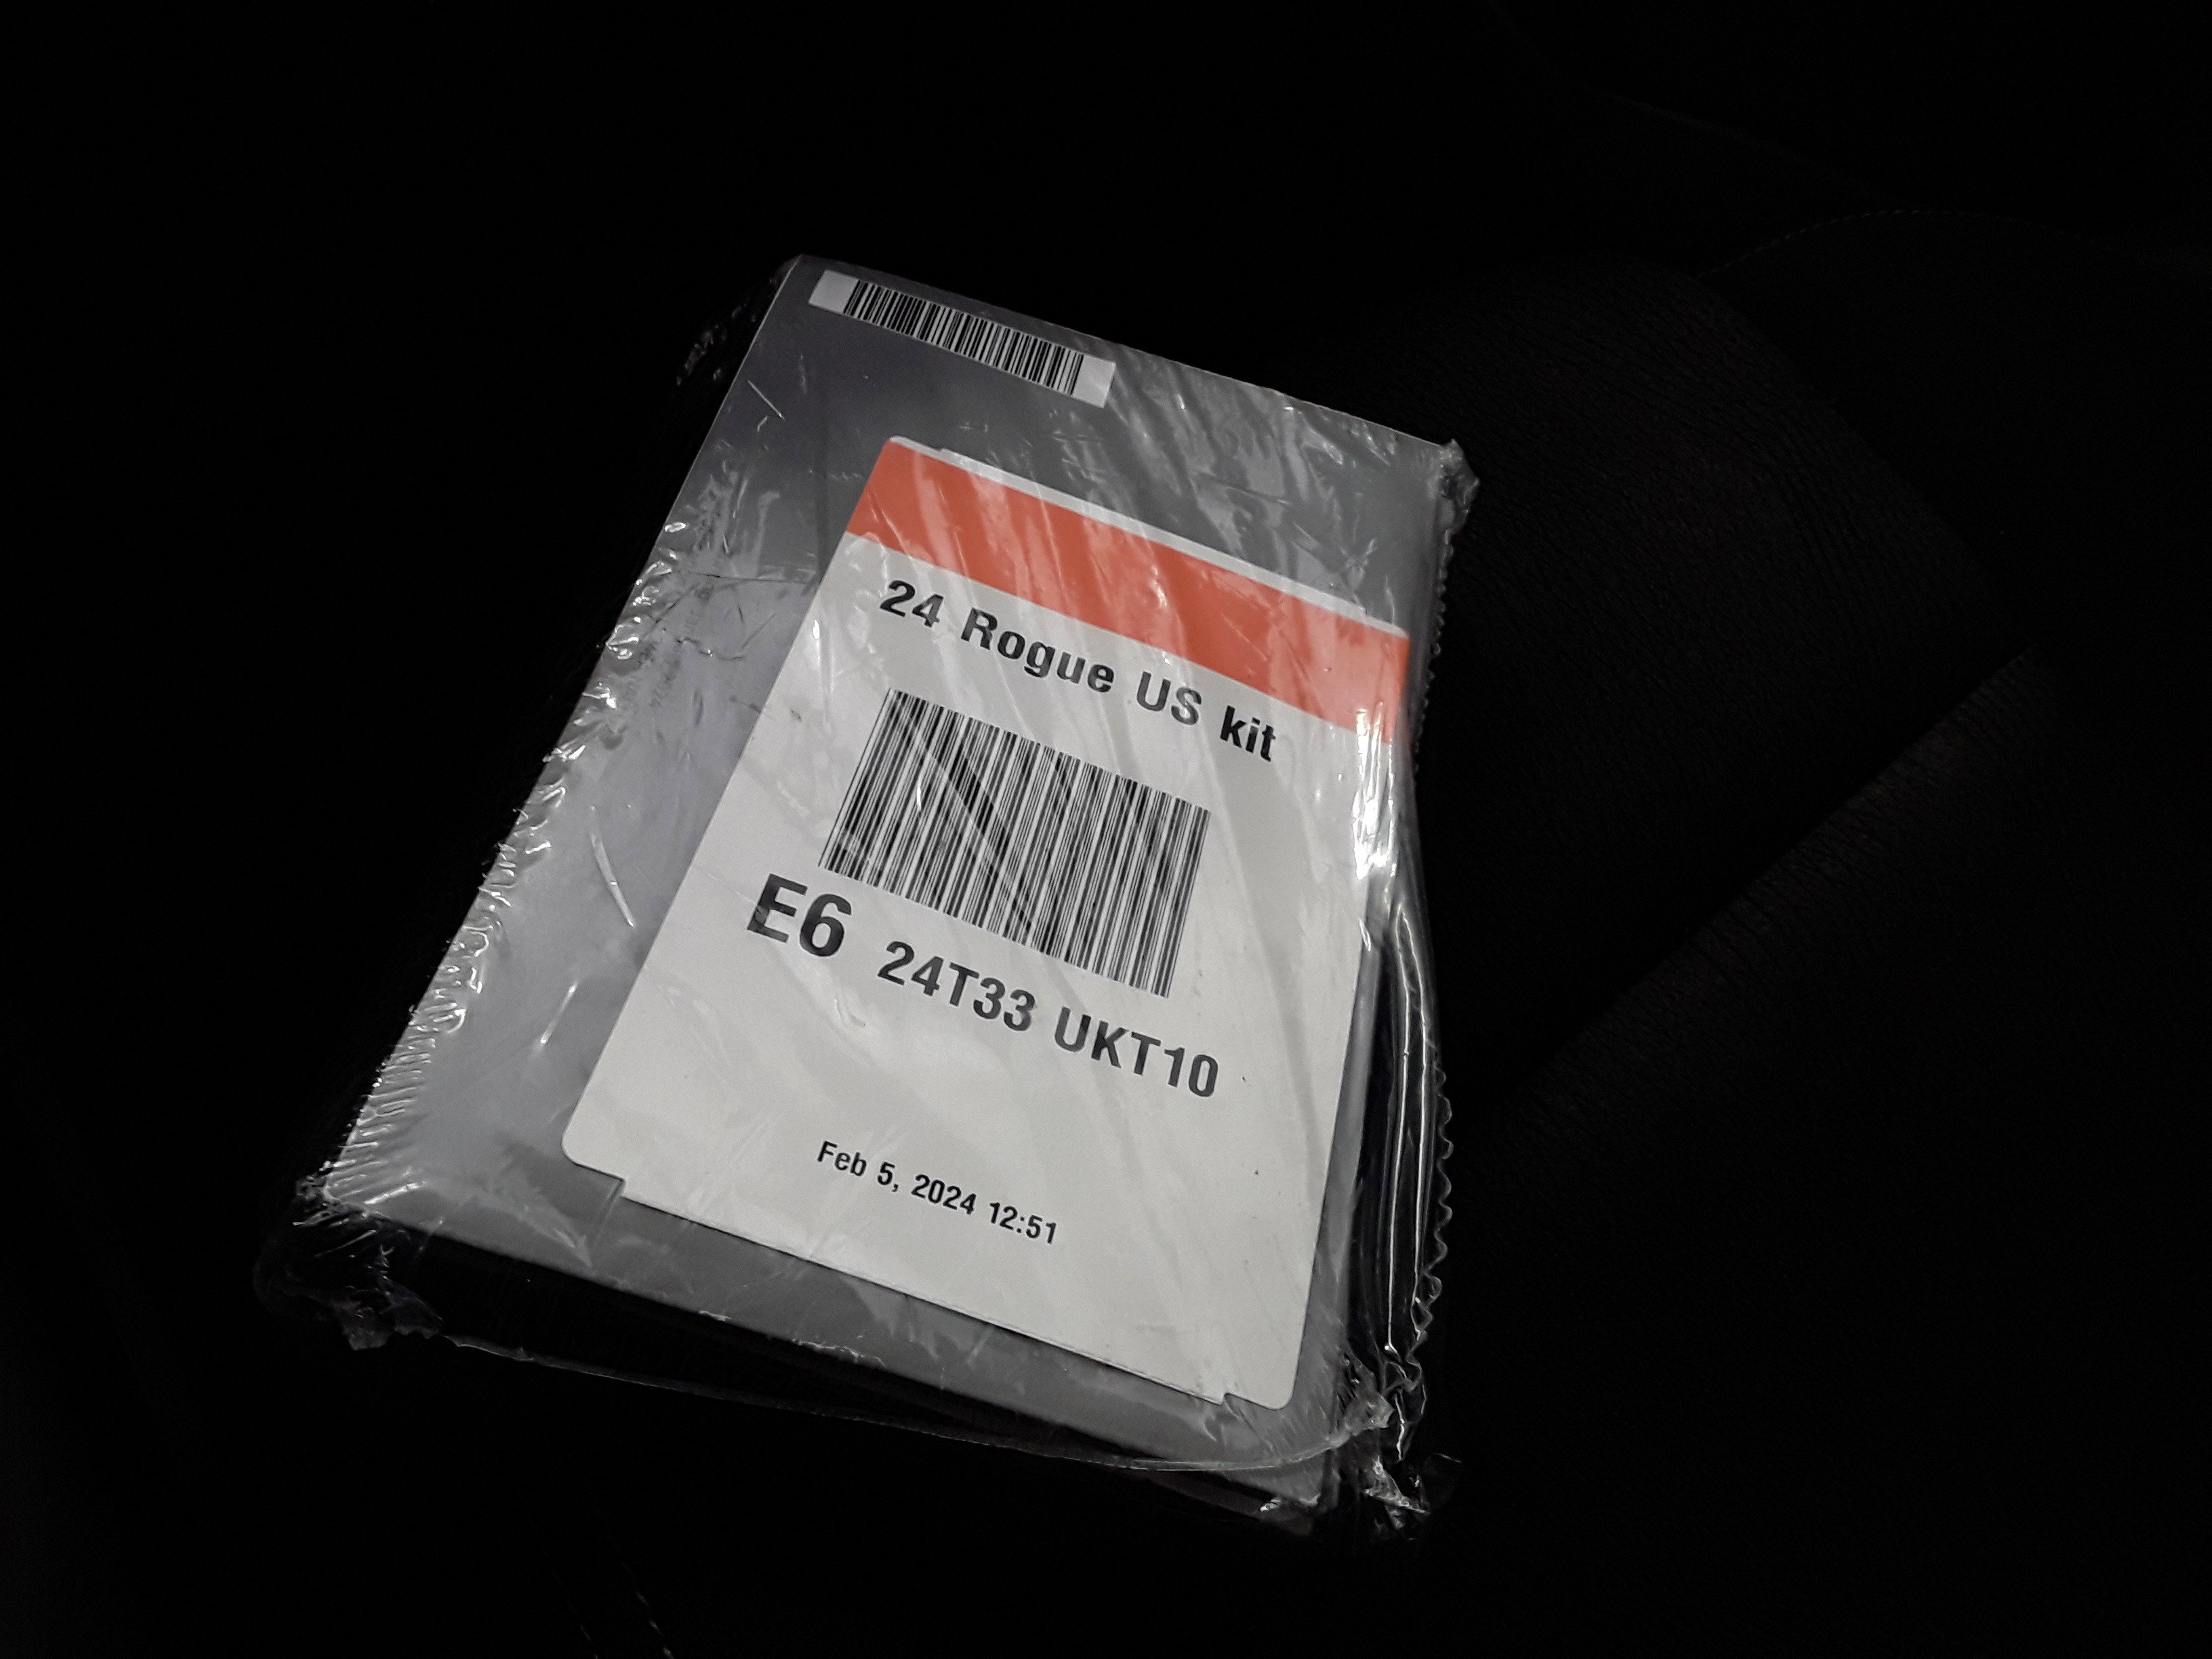 24 Rogue US kit
E6 24T33 UKT10
Feb 5, 2024 12:51